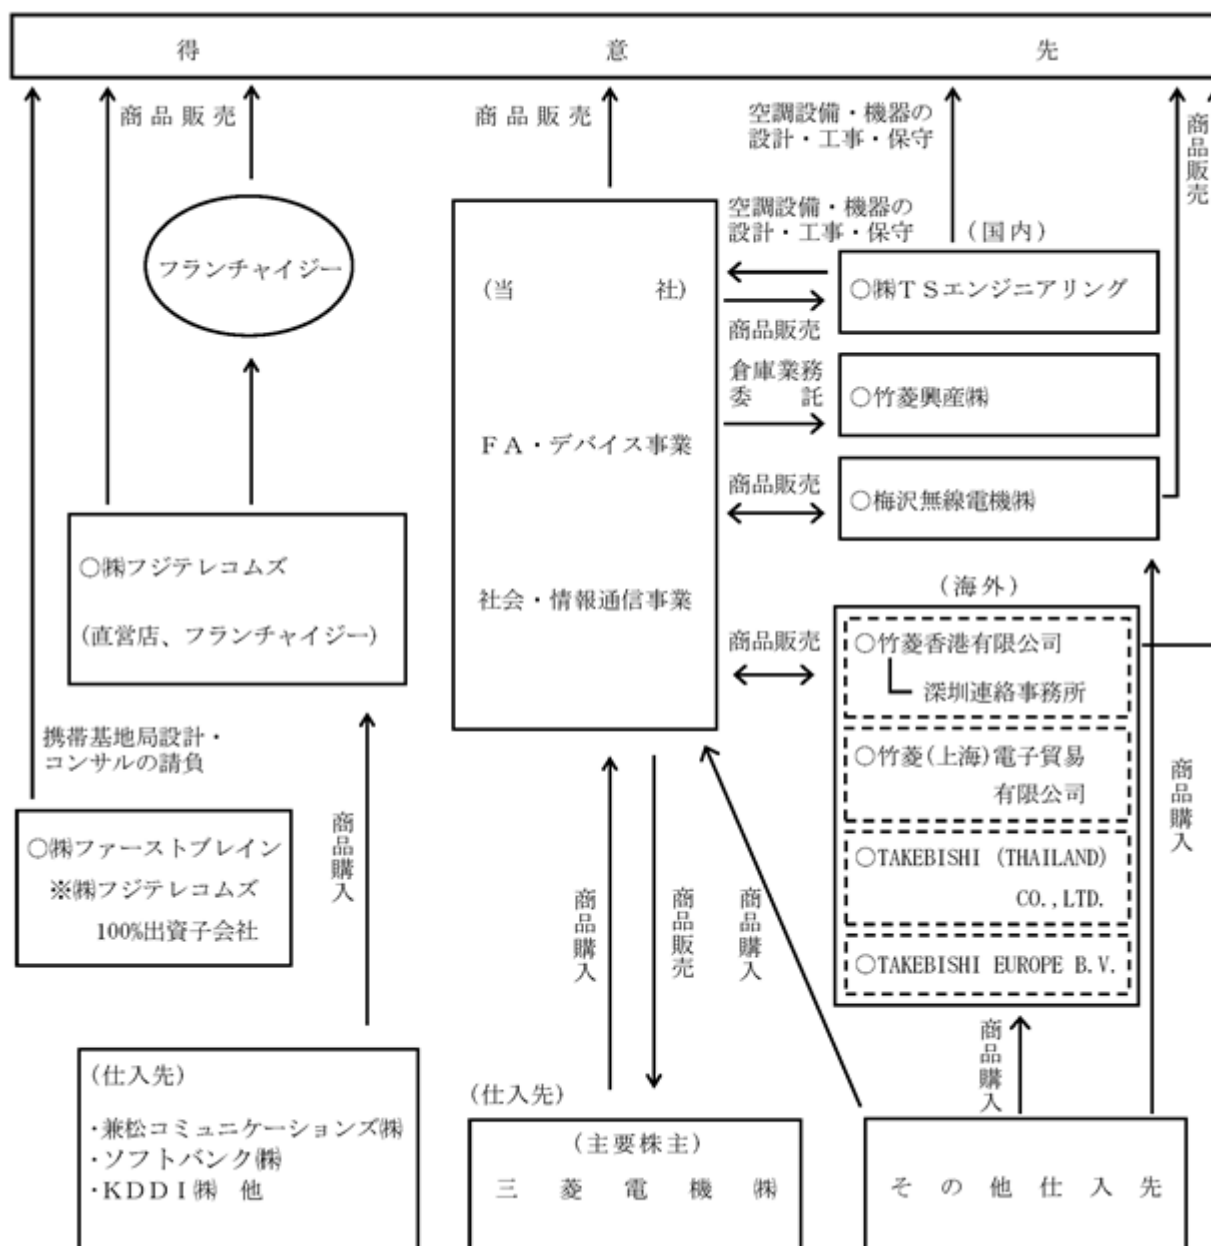 得意先
商品販売
商品販売
空調設備・機器の
設計・工事・保守
商品販売
フランチャイジー
空調設備・機器の
設計・工事・保守
(国内)
(当社)
○㈱ＴＳエンジニアリング
商品販売
倉庫業務
委託
○竹菱興産㈱
ＦＡ・デバイス事業
商品販売
○梅沢無線電機㈱
○㈱フジテレコムズ
(直営店、フランチャイジー)
社会・情報通信事業
(海外)
商品販売
○竹菱香港有限公司
深圳連絡事務所
携帯基地局設計・
コンサルの請負
○竹菱(上海)電子貿易
有限公司
商品購入
○㈱ファーストブレイン
※㈱フジテレコムズ
100%出資子会社
商品購入
○TAKEBISHI (THAILAND)
CO.,LTD.
商品購入
商品販売
商品購入
○TAKEBISHI EUROPE B.V.
商品購入
(仕入先)
・兼松コミュニケーションズ㈱
・ソフトバンク㈱
・ＫＤＤＩ㈱ 他
(仕入先)
(主要株主)
三菱電機㈱
その他仕入先